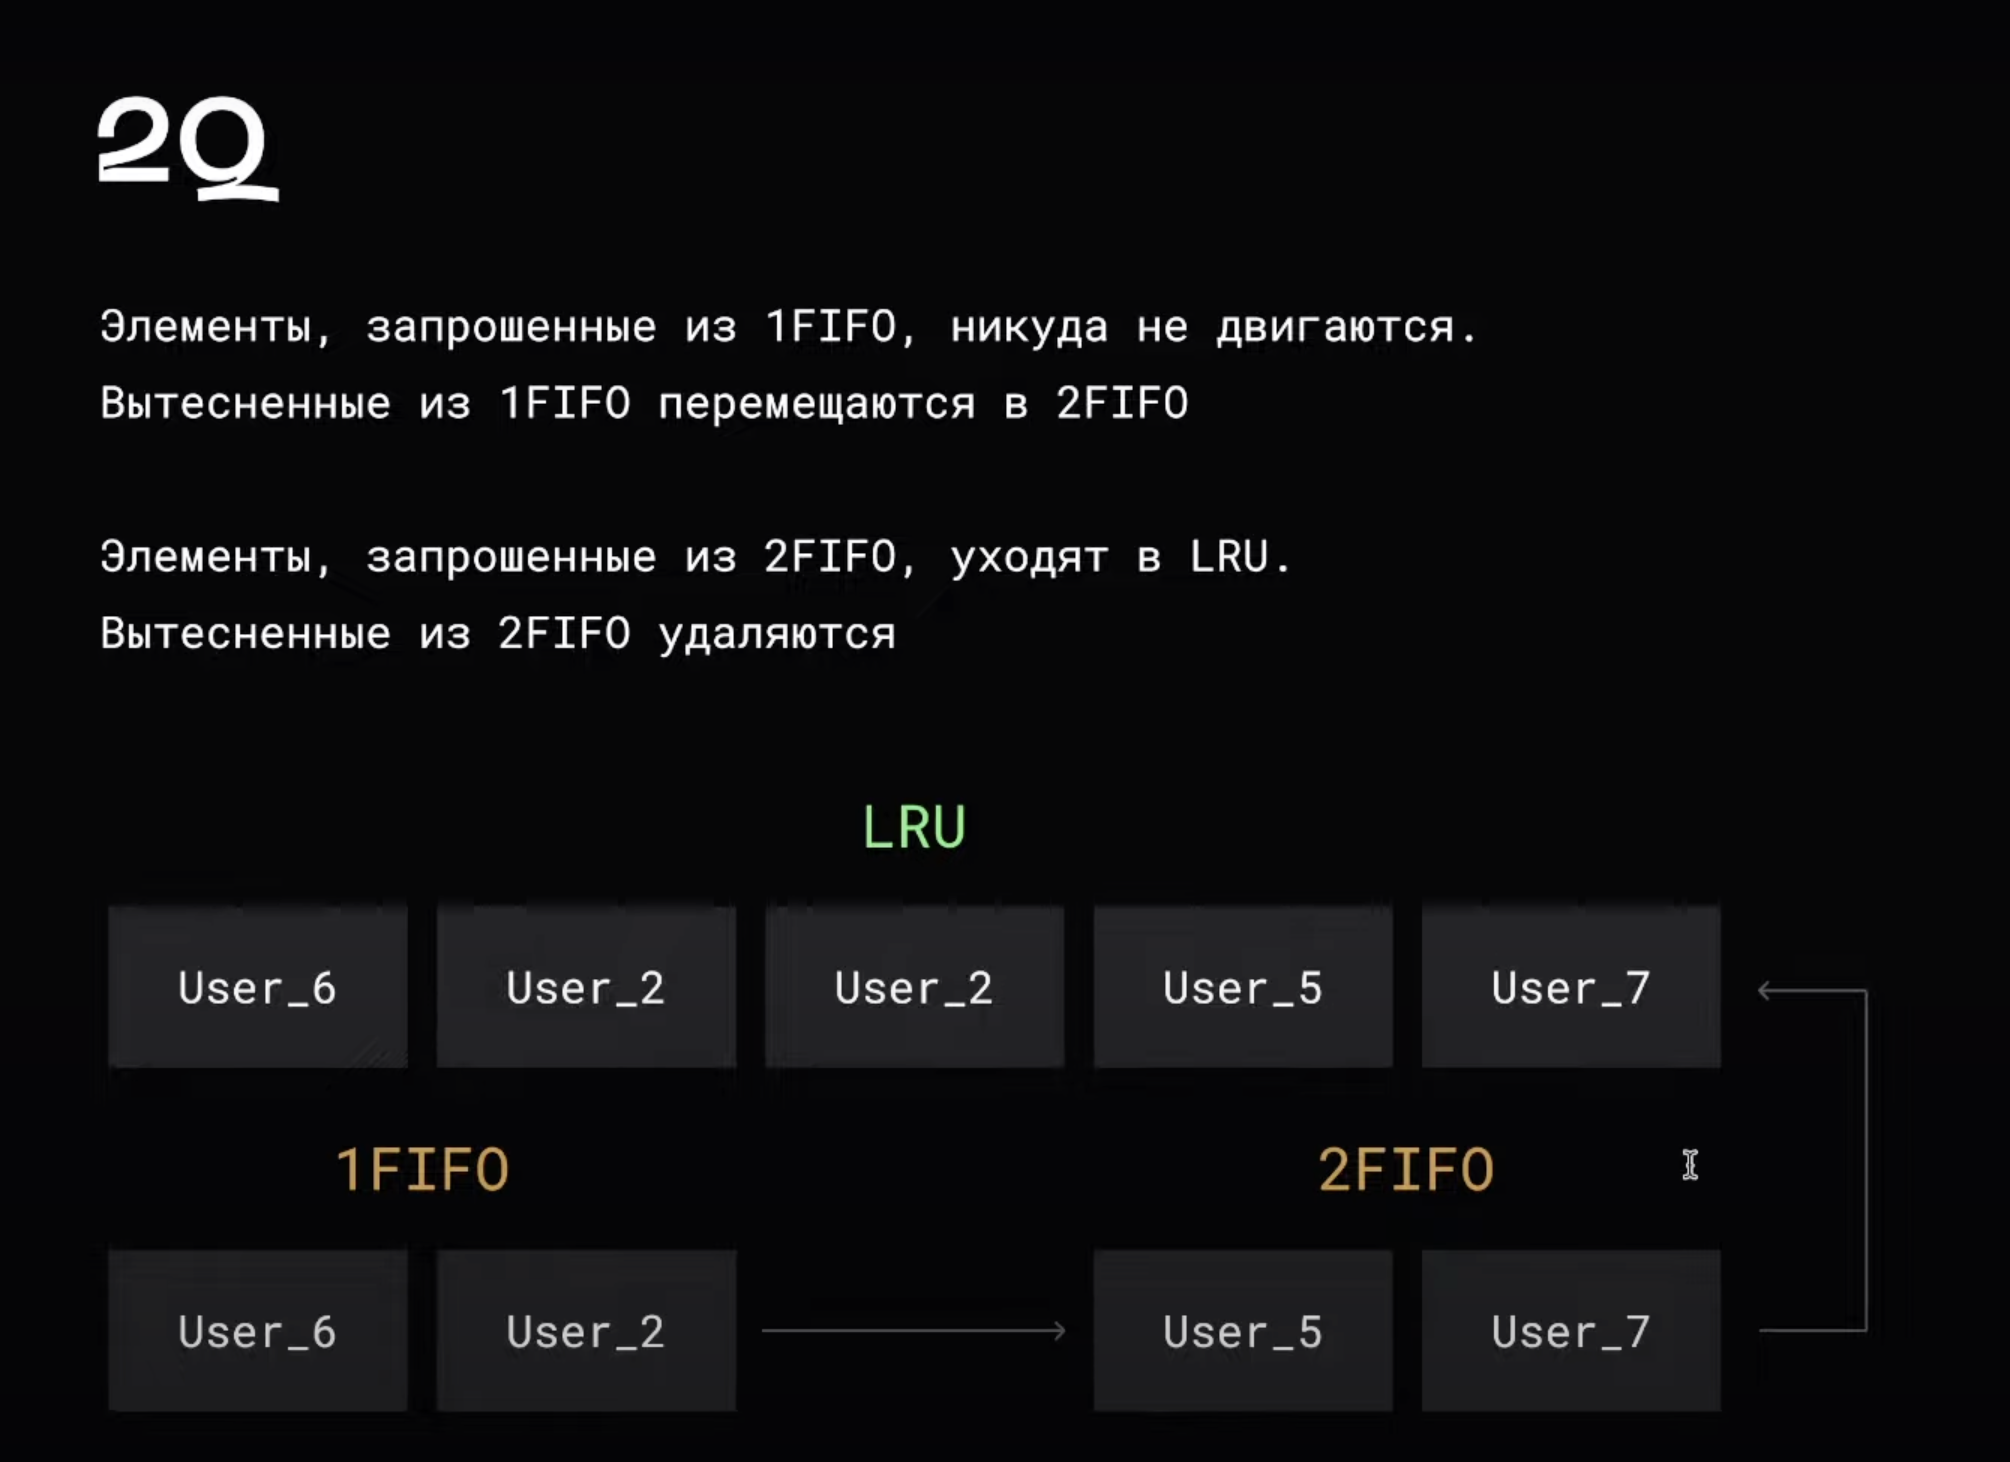 2Q
Элементы, запрошенные из 1FIFO, никуда не двигаются.
Вытесненные из 1FIFO перемещаются в 2FIFO
Элементы, запрошенные из 2FIFO, уходят в LRU.
Вытесненные из 2FIFO удаляются
LRU
User_6 User_2 User_2 User_5 User_7
1FIFO 2FIFO
User_6 User_2 User_5 User_7